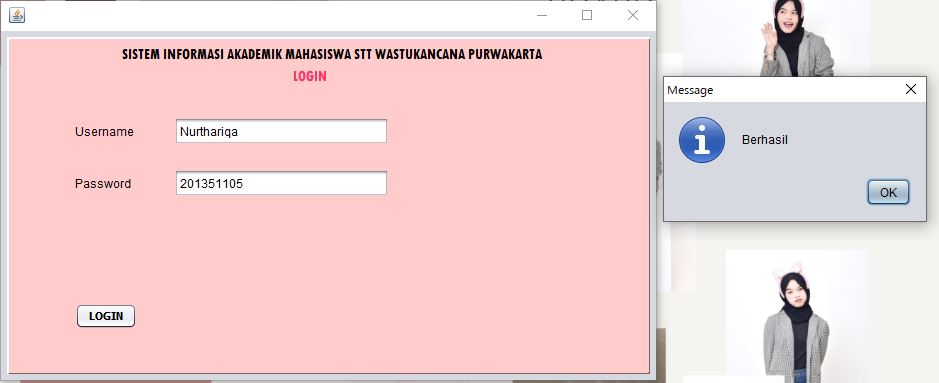 SISTEM INFORMASI AKADEMIK MAHASISWA STT WASTUKANCANA PURWAKARTA
LOGIN
Username
Nurthariqa
Password
201351105
LOGIN
Message
Berhasil
OK